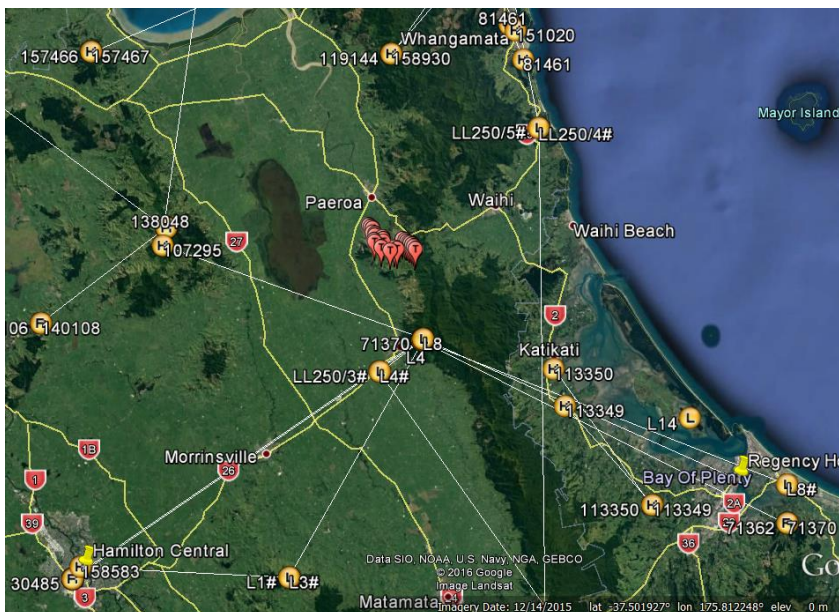 81461
Whangamata
151020
157466
157467
119144
158930
81461
Mayor Island
LL250/5#
LL250/4#
Paeroa
Waihi
138048
107295
27
Waihi Beach
06
140108
2
71370
L8
L4
Katikati
LL250/3#
L4#
113350
113349
L14
1B
Morrinsville
26
Regency Ho
1
Bay Of Plenty
L8#
113350
113349
2A
39
71362
71370
36
Hamilton Central
Data SIO, NOAA, U.S. Navy, NGA, GEBCO
© 2016 Google
Image Landsat
Goo
30485
158583
L1#
L3#
3
Matamata
Imagery Date: 12/14/2015 lat -37.501927° lon 175.812248° elev 0 m